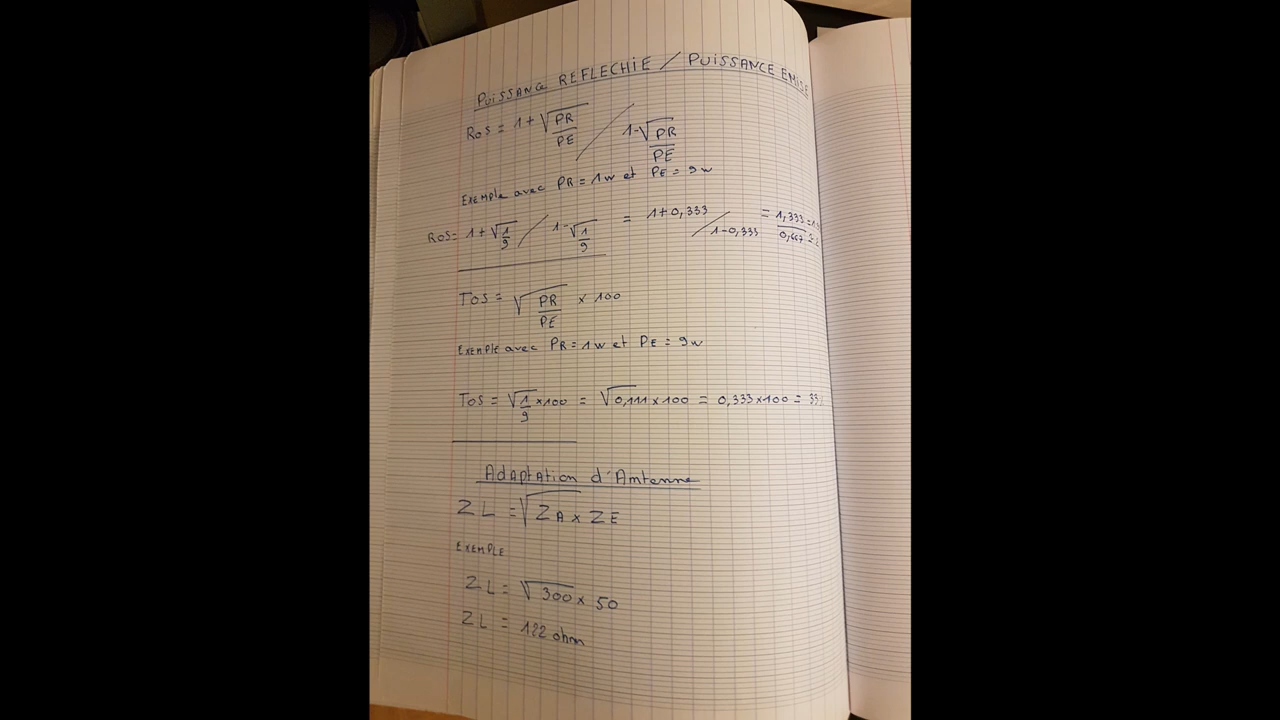 PUISSANCE REFLECHIE / PUISSANCE EMISE
ROS = 1+√PR/PE / 1-√PR/PE
EXEMPLE avec PR = 1w et PE = 9w
ROS = 1+√1/9 / 1-√1/9 = 1+0,333 / 1-0,333 = 1,333 / 0,667
TOS = √PR/PE × 100
EXEMPLE avec PR = 1w et PE = 9w
TOS = √1/9 × 100 = √0,111 × 100 = 0,333 × 100 = 33
Adaptation d'Antenne
ZL = √ZA × ZE
EXEMPLE
ZL = √300 × 50
ZL = 122 ohm